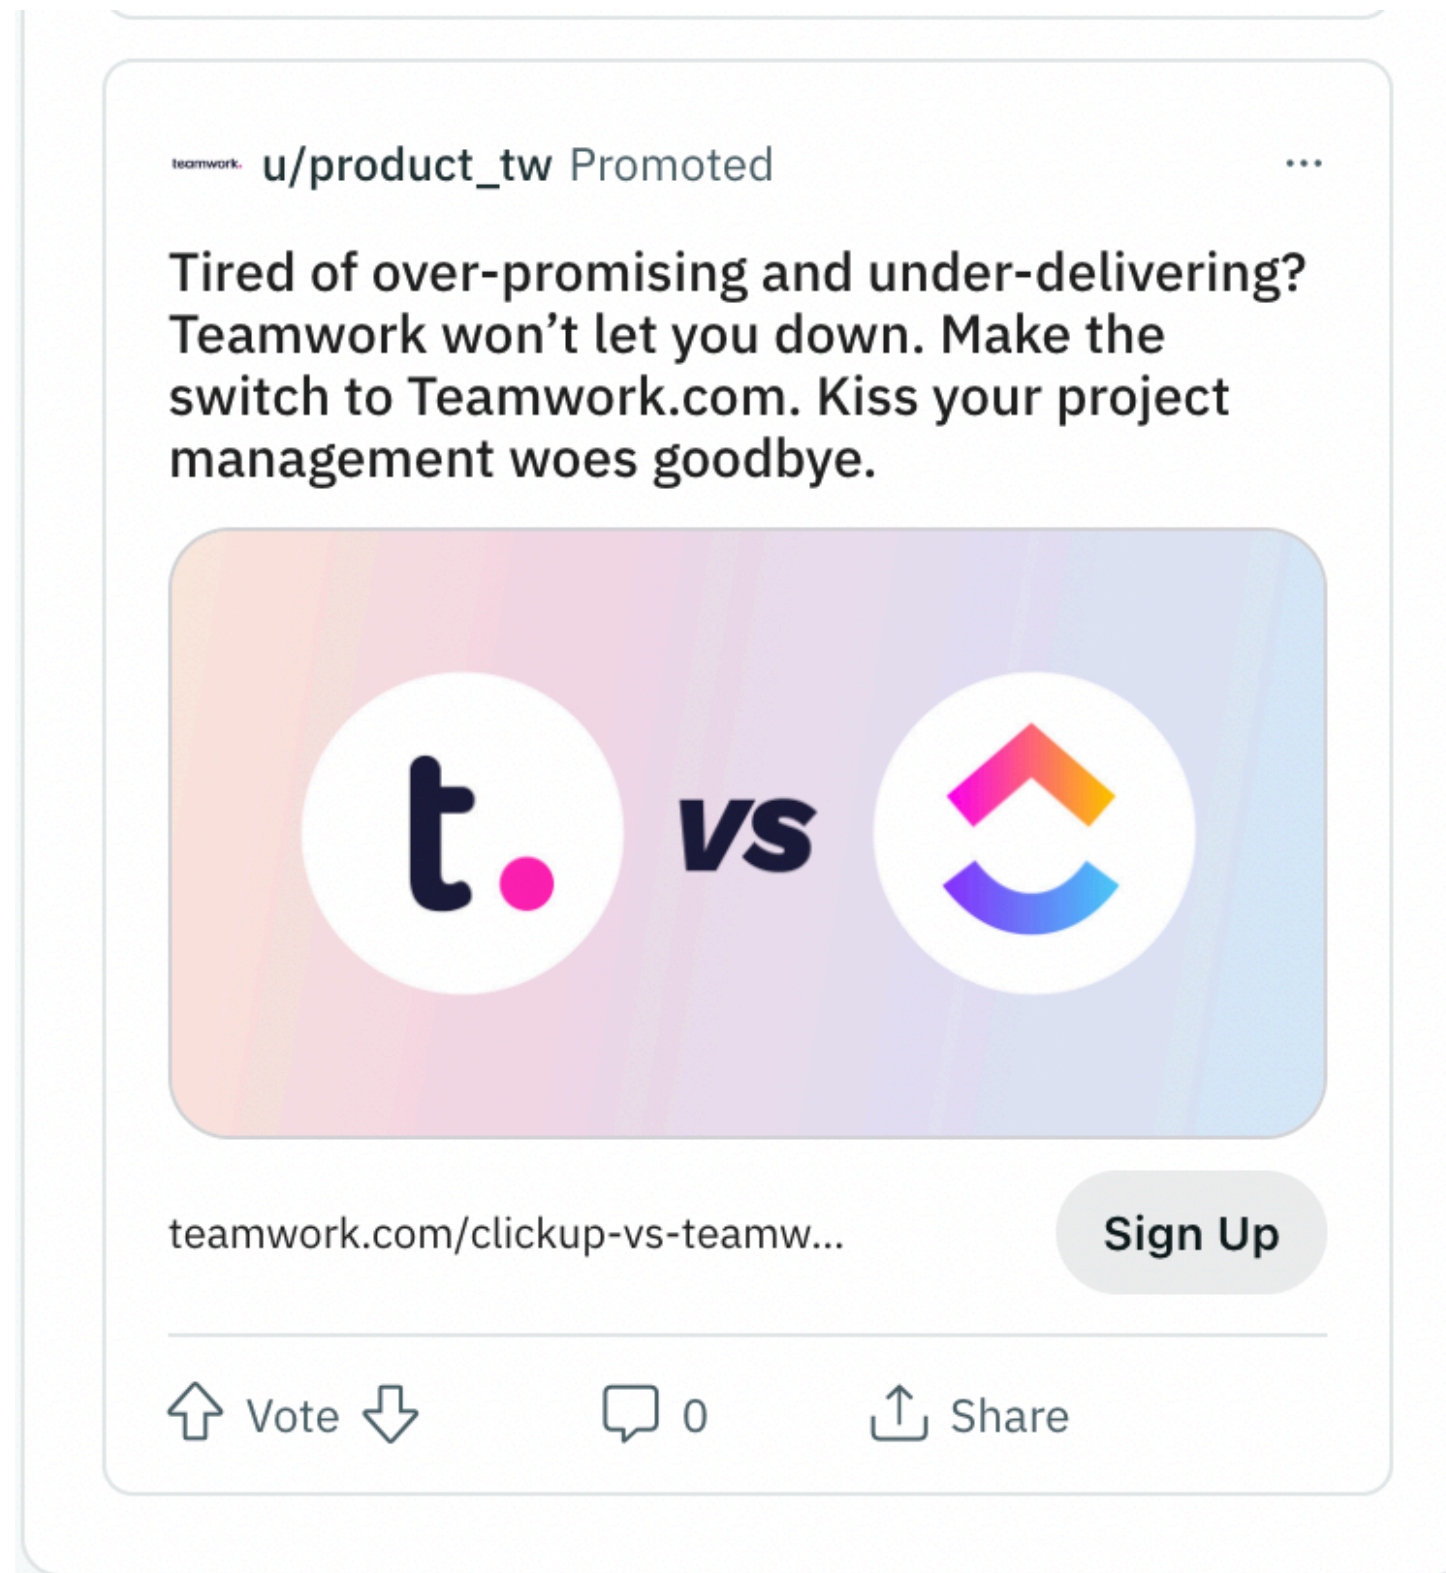 teamwork. u/product_tw Promoted ...
Tired of over-promising and under-delivering?
Teamwork won’t let you down. Make the
switch to Teamwork.com. Kiss your project
management woes goodbye.
t. vs
teamwork.com/clickup-vs-teamw... Sign Up
Vote 0 Share